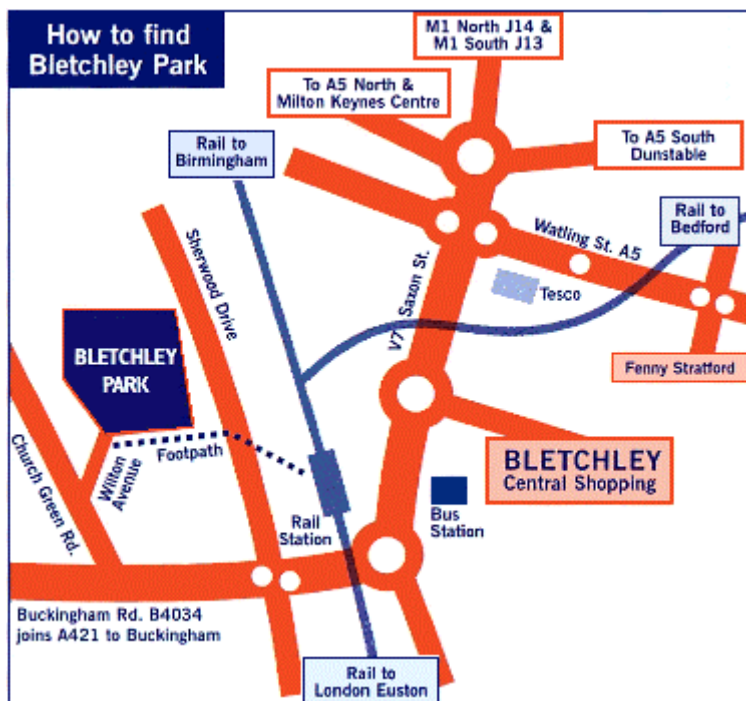 How to find
Bletchley Park
M1 North J14 &
M1 South J13
To A5 North &
Milton Keynes Centre
To A5 South
Dunstable
Rail to
Birmingham
Rail to
Bedford
Watling St. A5
Sherwood Drive
V7 Saxon St.
Tesco
BLETCHLEY
PARK
Fenny Stratford
Church Green Rd.
Wilton
Avenue
Footpath
BLETCHLEY
Central Shopping
Rail
Station
Bus
Station
Buckingham Rd. B4034
joins A421 to Buckingham
Rail to
London Euston